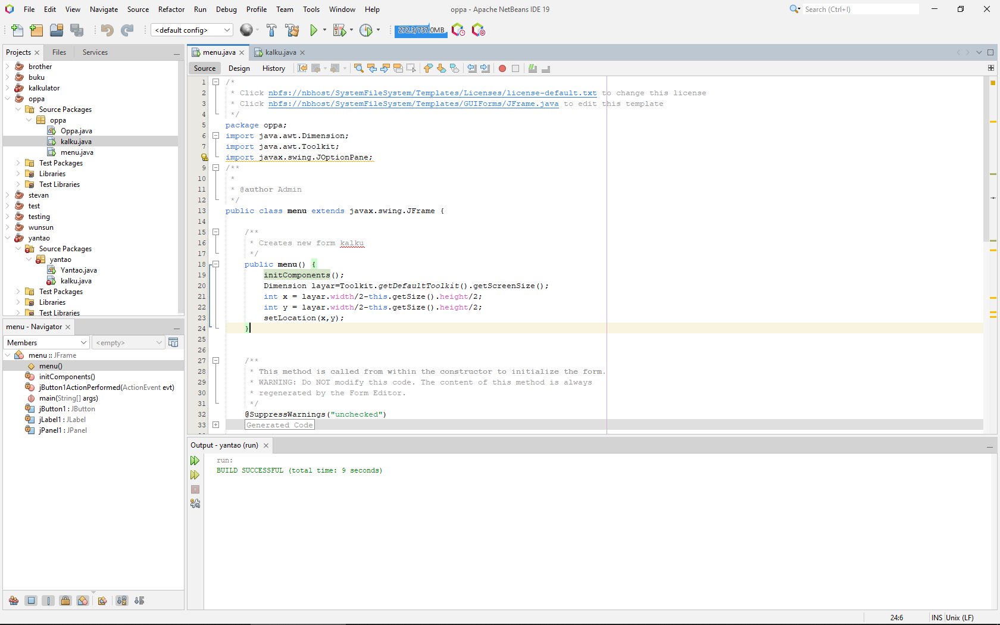 File Edit View Navigate Source Refactor Run Debug Profile Team Tools Window Help
oppa - Apache NetBeans IDE 19
Search (Ctrl+I)
<default config>
272.3/737.0MB
Projects Files Services
brother
buku
kalkulator
oppa
Source Packages
oppa
Oppa.java
kalku.java
menu.java
Test Packages
Libraries
Test Libraries
stevan
test
testing
wunsun
yantao
Source Packages
yantao
Yantao.java
kalku.java
Test Packages
Libraries
Test Libraries
menu - Navigator
Members
<empty>
menu :: JFrame
menu()
initComponents()
jButton1ActionPerformed(ActionEvent evt)
main(String[] args)
jButton1 : JButton
jLabel1 : JLabel
jPanel1 : JPanel
menu.java kalku.java
Source Design History
1 /*
2 * Click nbfs://nbhost/SystemFileSystem/Templates/Licenses/license-default.txt to change this license
3 * Click nbfs://nbhost/SystemFileSystem/Templates/GUIForms/JFrame.java to edit this template
4 */
5 package oppa;
6 import java.awt.Dimension;
7 import java.awt.Toolkit;
import javax.swing.JOptionPane;
9 /**
10 *
11 * @author Admin
12 */
13 public class menu extends javax.swing.JFrame {
14
15 /**
16 * Creates new form kalku
17 */
18 public menu() {
19 initComponents();
20 Dimension layar=Toolkit.getDefaultToolkit().getScreenSize();
21 int x = layar.width/2-this.getSize().height/2;
22 int y = layar.width/2-this.getSize().height/2;
23 setLocation(x,y);
24 }
25
26
27 /**
28 * This method is called from within the constructor to initialize the form.
29 * WARNING: Do NOT modify this code. The content of this method is always
30 * regenerated by the Form Editor.
31 */
32 @SuppressWarnings("unchecked")
33 Generated Code
Output - yantao (run)
run:
BUILD SUCCESSFUL (total time: 9 seconds)
24:6
INS
Unix (LF)